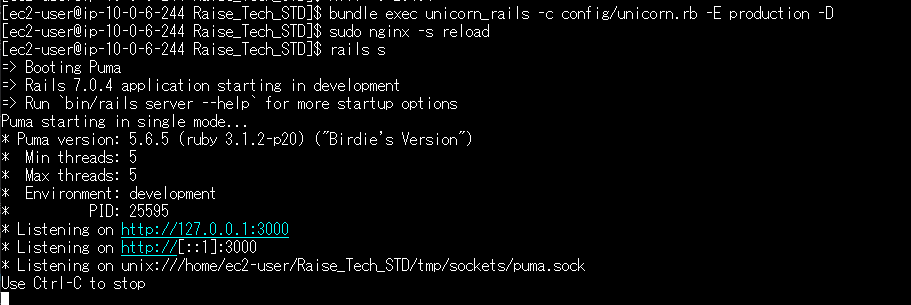 [ec2-user@ip-10-0-6-244 Raise_Tech_STD]$ bundle exec unicorn_rails -c config/unicorn.rb -E production -D
[ec2-user@ip-10-0-6-244 Raise_Tech_STD]$ sudo nginx -s reload
[ec2-user@ip-10-0-6-244 Raise_Tech_STD]$ rails s
=> Booting Puma
=> Rails 7.0.4 application starting in development
=> Run `bin/rails server --help` for more startup options
Puma starting in single mode...
* Puma version: 5.6.5 (ruby 3.1.2-p20) ("Birdie's Version")
*  Min threads: 5
*  Max threads: 5
*  Environment: development
*          PID: 25595
* Listening on http://127.0.0.1:3000
* Listening on http://[::1]:3000
* Listening on unix:///home/ec2-user/Raise_Tech_STD/tmp/sockets/puma.sock
Use Ctrl-C to stop